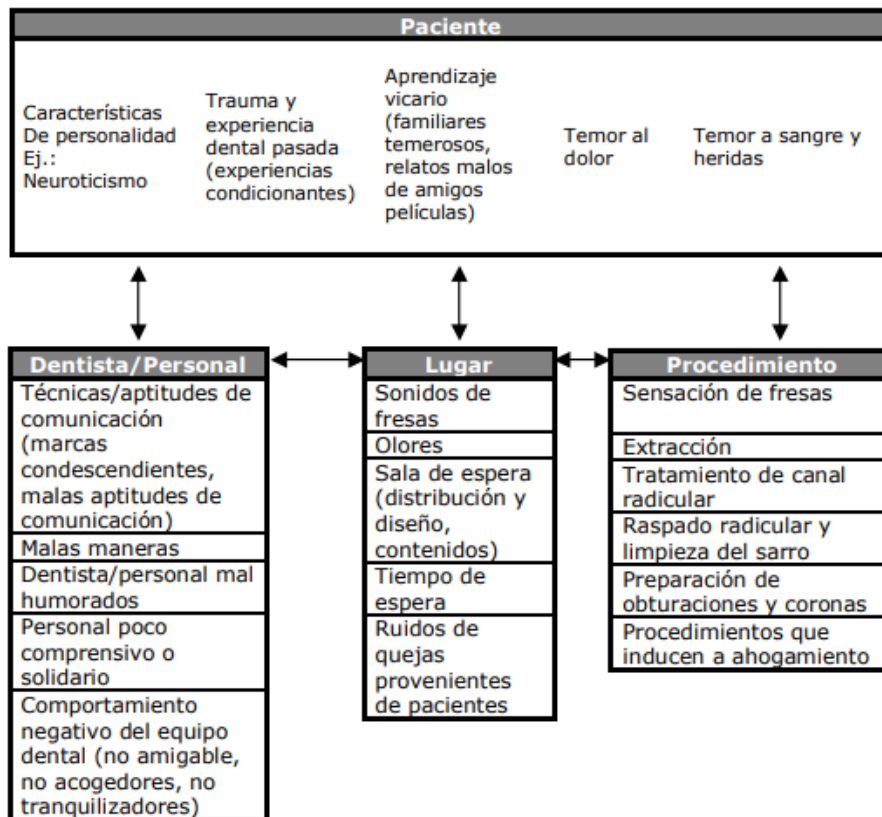 Paciente
Características
De personalidad
Ej.:
Neuroticismo
Trauma y
experiencia
dental pasada
(experiencias
condicionantes)
Aprendizaje
vicario
(familiares
temerosos,
relatos malos
de amigos
películas)
Temor al
dolor
Temor a sangre y
heridas
Dentista/Personal
Técnicas/aptitudes de
comunicación
(marcas
condescendientes,
malas aptitudes de
comunicación)
Malas maneras
Dentista/personal mal
humorados
Personal poco
comprensivo o
solidario
Comportamiento
negativo del equipo
dental (no amigable,
no acogedores, no
tranquilizadores)
Lugar
Sonidos de
fresas
Olores
Sala de espera
(distribución y
diseño,
contenidos)
Tiempo de
espera
Ruidos de
quejas
provenientes
de pacientes
Procedimiento
Sensación de fresas
Extracción
Tratamiento de canal
radicular
Raspado radicular y
limpieza del sarro
Preparación de
obturaciones y coronas
Procedimientos que
inducen a ahogamiento